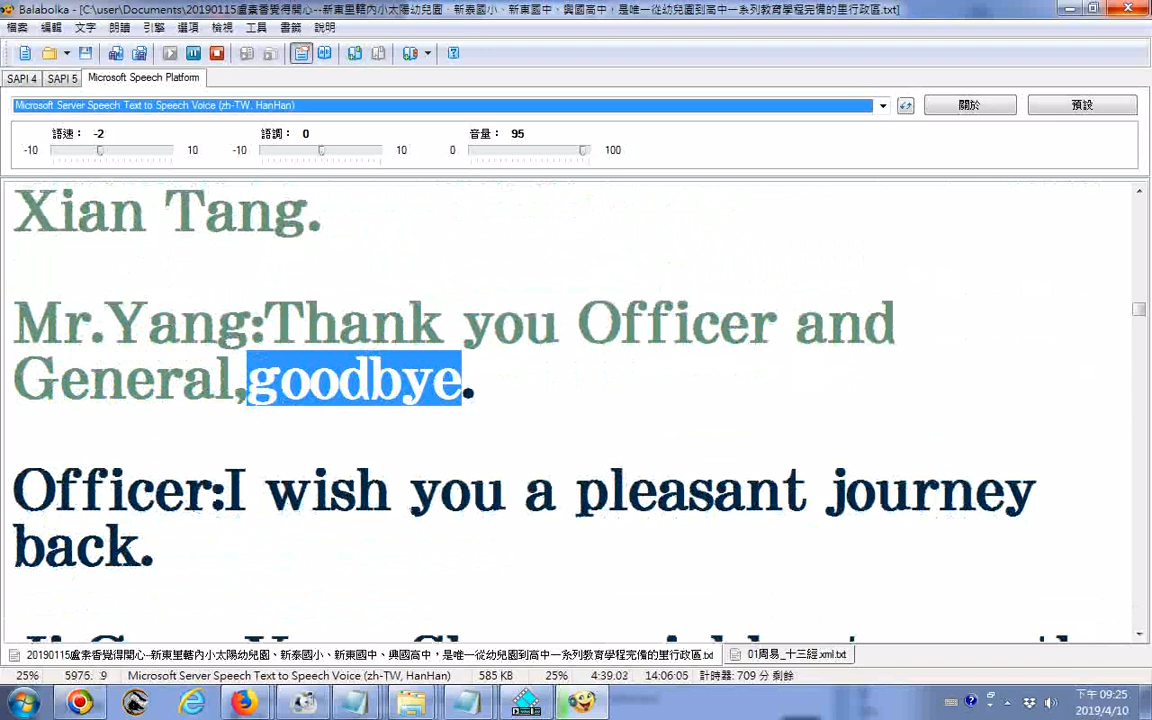 Balabolka - [C:\user\Documents\20190115盧素香覺得開心--新東里轄內小太陽幼兒園、新泰國小、新東國中、興國高中，是唯一從幼兒園到高中一系列教育學程完備的里行政區.txt]
檔案 編輯 文字 朗讀 引擎 選項 檢視 工具 書籤 說明
SAPI 4 SAPI 5 Microsoft Speech Platform
Microsoft Server Speech Text to Speech Voice (zh-TW, HanHan) 關於 預設
語速： -2 語調： 0 音量： 95
-10 10 -10 10 0 100
Xian Tang.
Mr.Yang:Thank you Officer and
General,goodbye.
Officer:I wish you a pleasant journey
back.
20190115盧素香覺得開心--新東里轄內小太陽幼兒園、新泰國小、新東國中、興國高中，是唯一從幼兒園到高中一系列教育學程完備的里行政區.txt 01周易_十三經.xml.txt
25% Microsoft Server Speech Text to Speech Voice (zh-TW, HanHan) 585 KB 25% 4:39.03 14:06:05 計時器: 709 分 剩餘
下午 09:25
2019/4/10